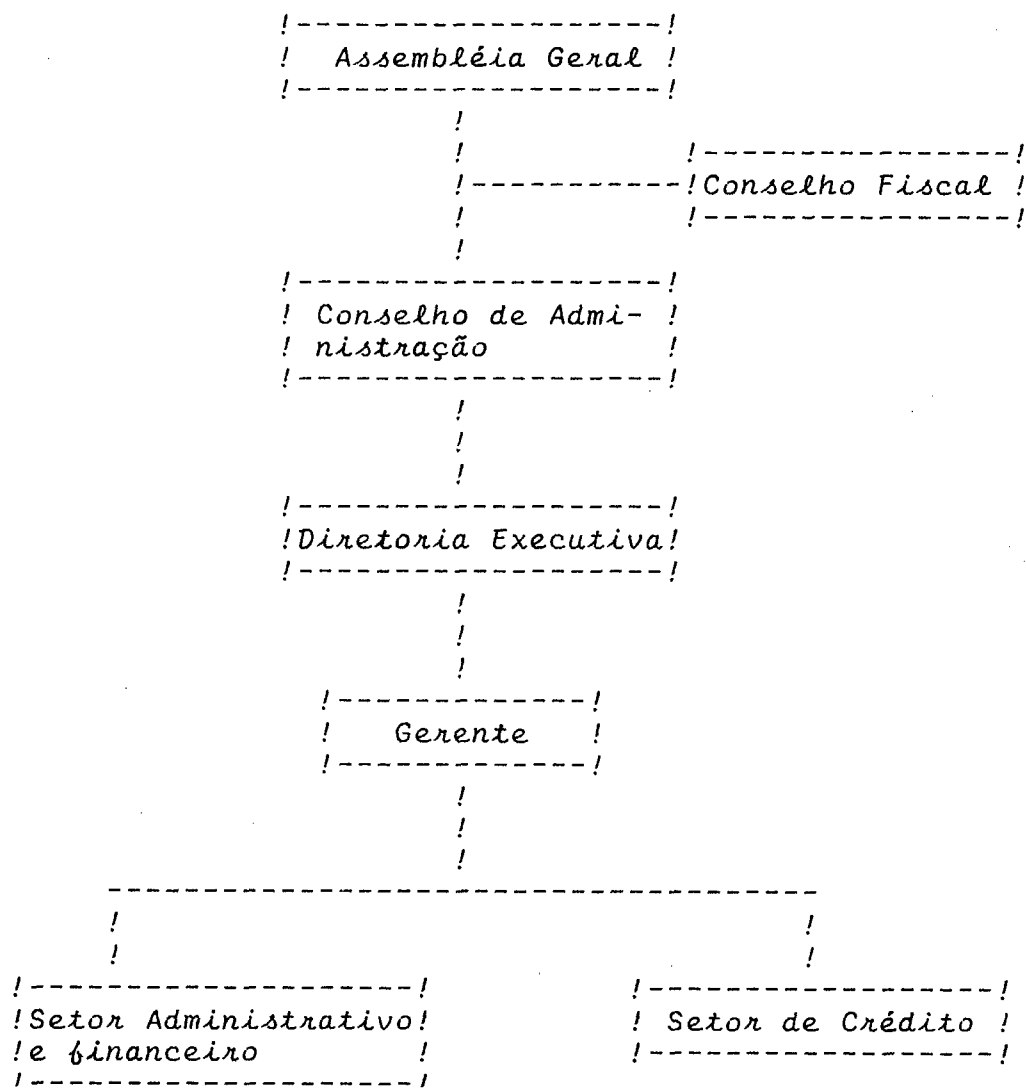 Assembléia Geral
Conselho Fiscal
Conselho de Admi-
nistração
Diretoria Executiva
Gerente
Setor Administrativo
e financeiro
Setor de Crédito